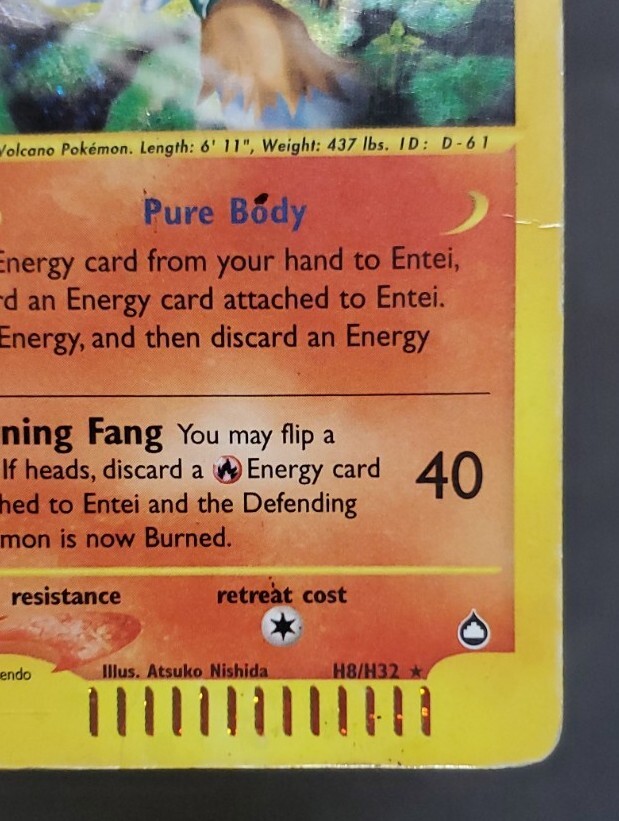 Volcano Pokémon. Length: 6' 11", Weight: 437 lbs. ID: D-61
Pure Body
Energy card from your hand to Entei,
rd an Energy card attached to Entei.
Energy, and then discard an Energy
ning Fang You may flip a
If heads, discard a Energy card
hed to Entei and the Defending
mon is now Burned.
40
resistance
retreat cost
endo
Illus. Atsuko Nishida
H8/H32 ★